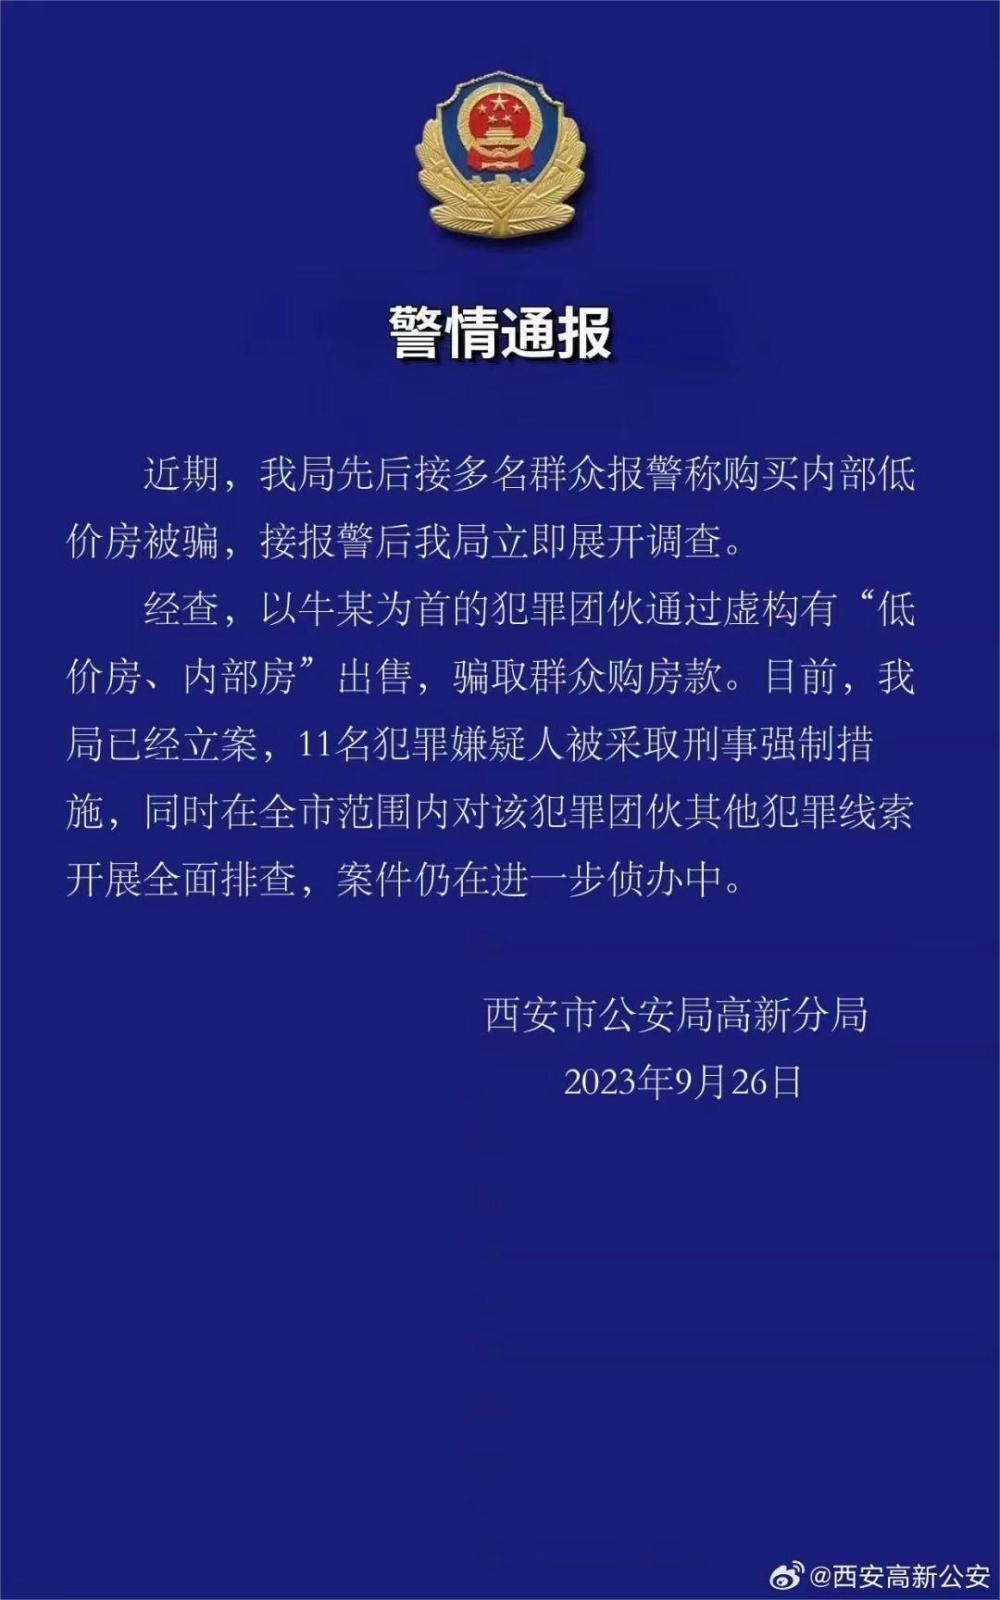 警情通报
近期，我局先后接多名群众报警称购买内部低
价房被骗，接报警后我局立即展开调查。
经查，以牛某为首的犯罪团伙通过虚构有“低
价房、内部房”出售，骗取群众购房款。目前，我
局已经立案，11名犯罪嫌疑人被采取刑事强制措
施，同时在全市范围内对该犯罪团伙其他犯罪线索
开展全面排查，案件仍在进一步侦办中。
西安市公安局高新分局
2023年9月26日
@西安高新公安